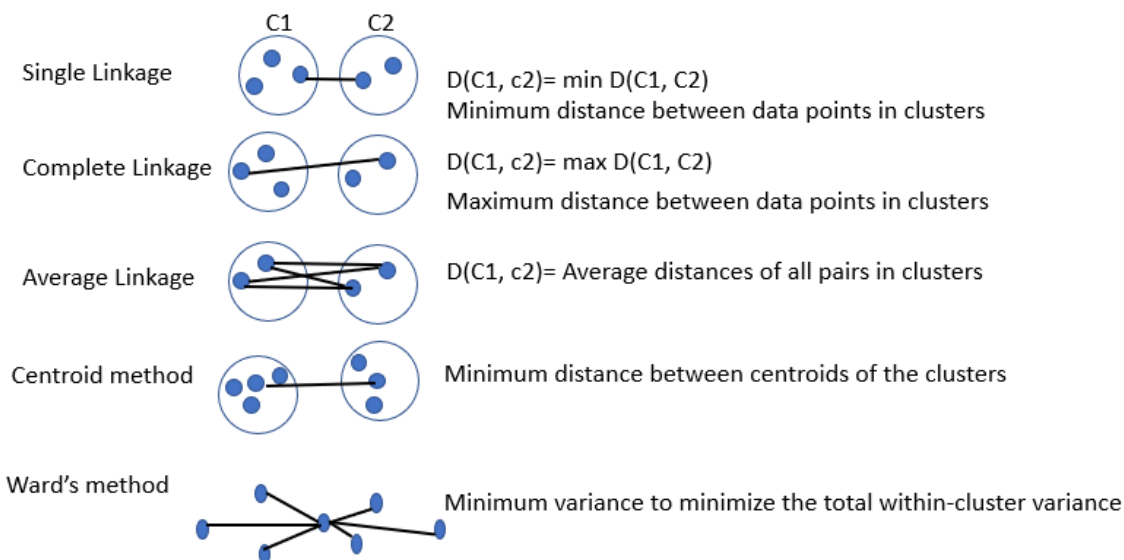 C1 C2
Single Linkage
D(C1, c2)= min D(C1, C2)
Minimum distance between data points in clusters
Complete Linkage
D(C1, c2)= max D(C1, C2)
Maximum distance between data points in clusters
Average Linkage
D(C1, c2)= Average distances of all pairs in clusters
Centroid method
Minimum distance between centroids of the clusters
Ward’s method
Minimum variance to minimize the total within-cluster variance